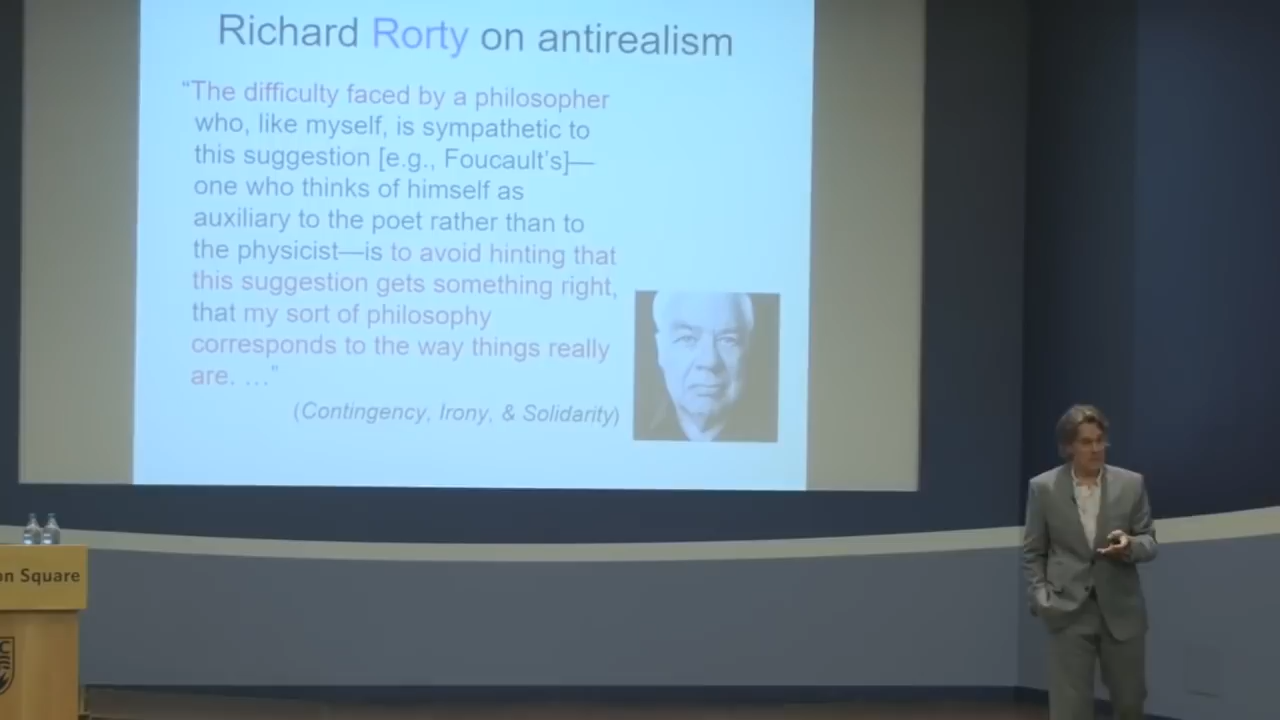 Richard Rorty on antirealism
“The difficulty faced by a philosopher
who, like myself, is sympathetic to
this suggestion [e.g., Foucault’s]—
one who thinks of himself as
auxiliary to the poet rather than to
the physicist—is to avoid hinting that
this suggestion gets something right,
that my sort of philosophy
corresponds to the way things really
are. …”
(Contingency, Irony, & Solidarity)
on Square